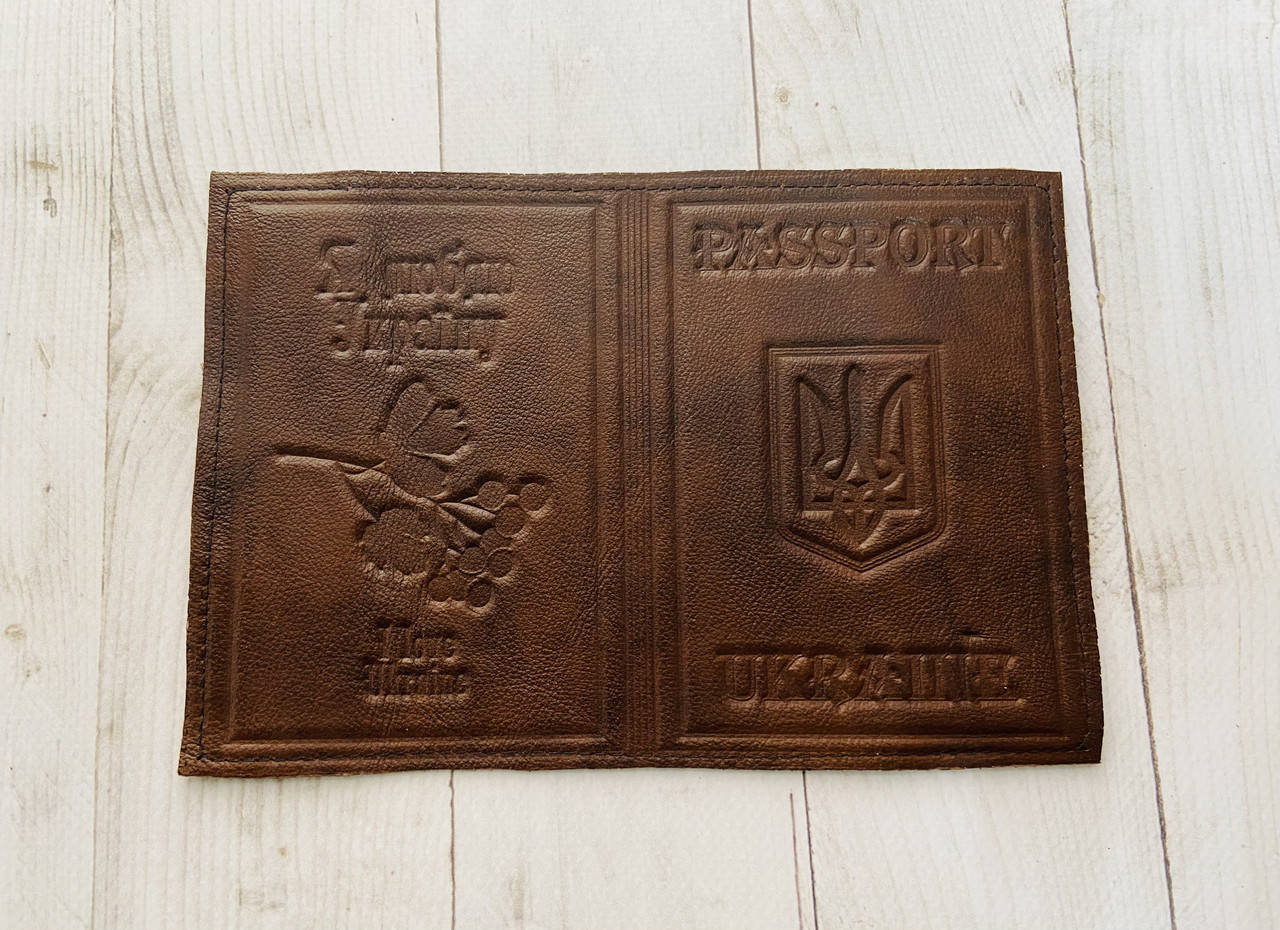 Я люблю
Україну
I love
Ukraine
PASSPORT
UKRAINE